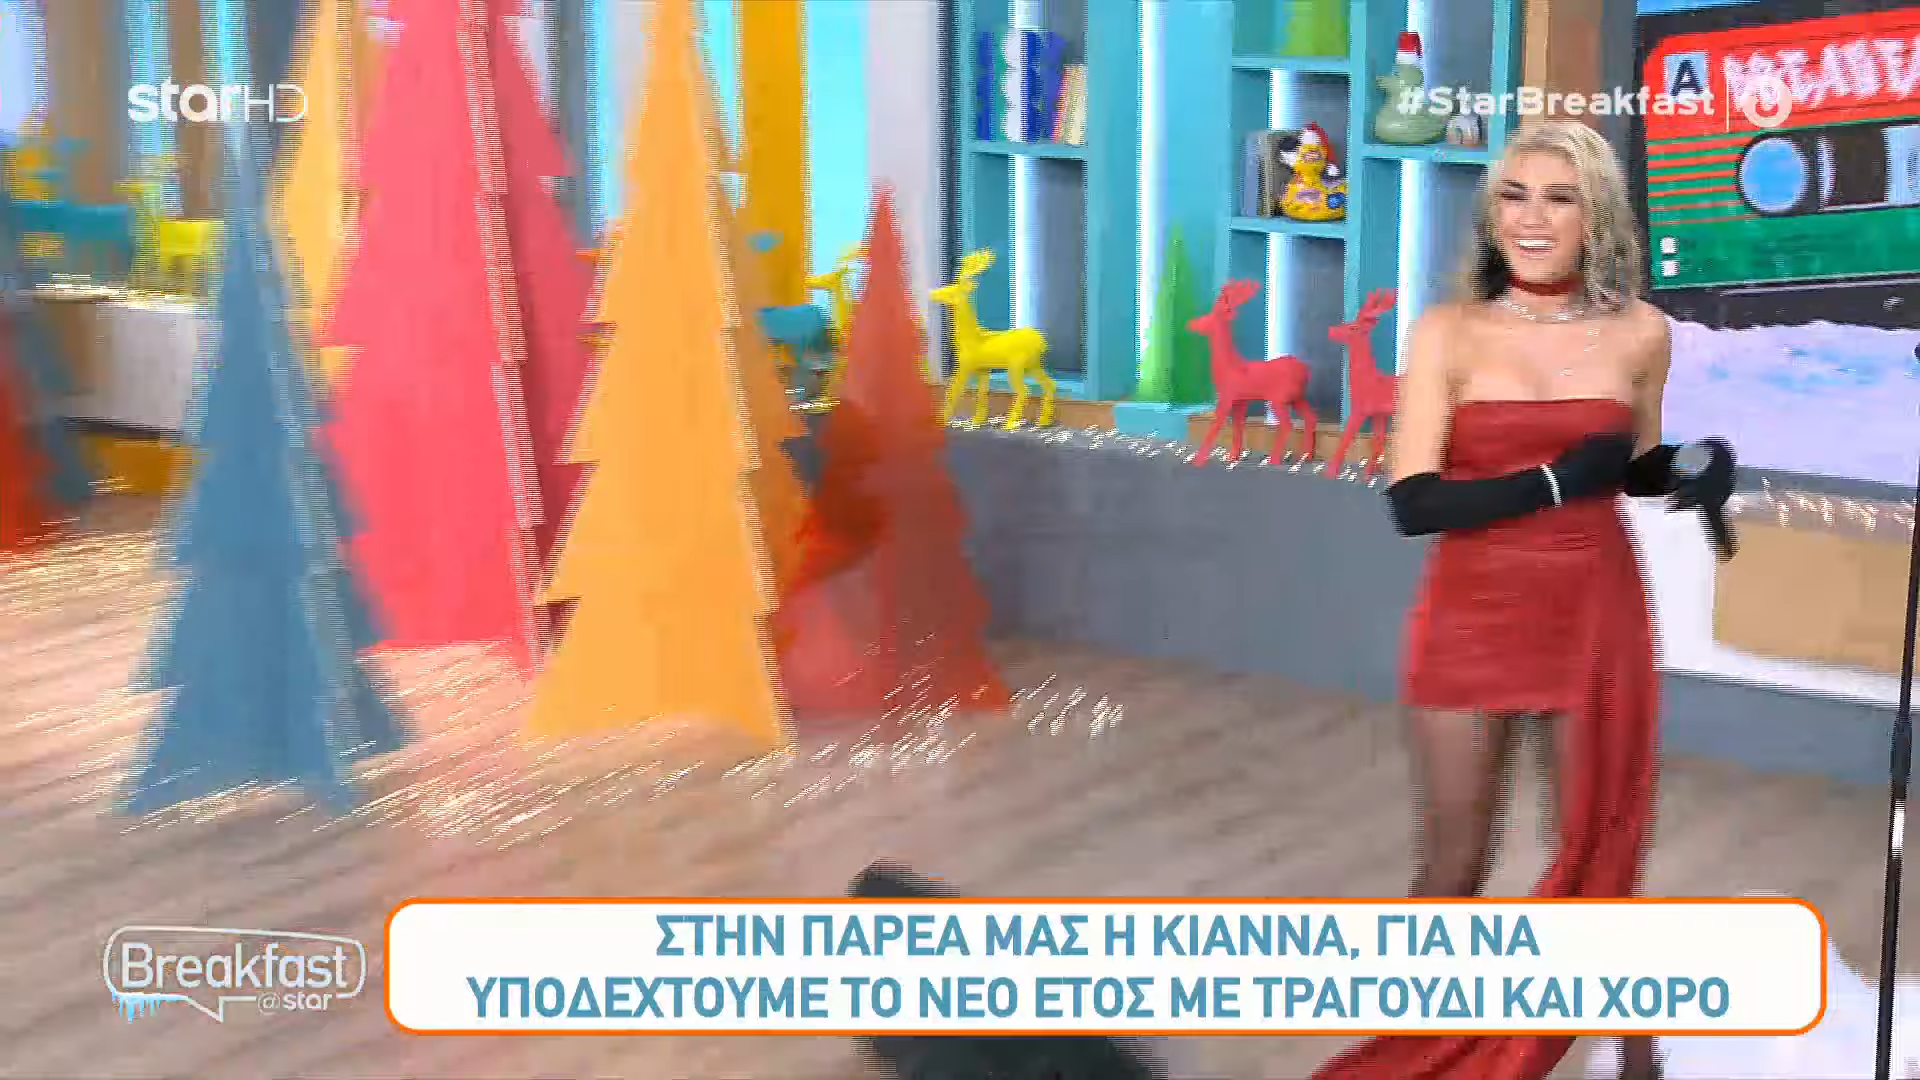 starHD
#StarBreakfast
A
ΣΤΗΝ ΠΑΡΕΑ ΜΑΣ Η ΚΙΑΝΝΑ, ΓΙΑ ΝΑ
ΥΠΟΔΕΧΤΟΥΜΕ ΤΟ ΝΕΟ ΕΤΟΣ ΜΕ ΤΡΑΓΟΥΔΙ ΚΑΙ ΧΟΡΟ
Breakfast
@star